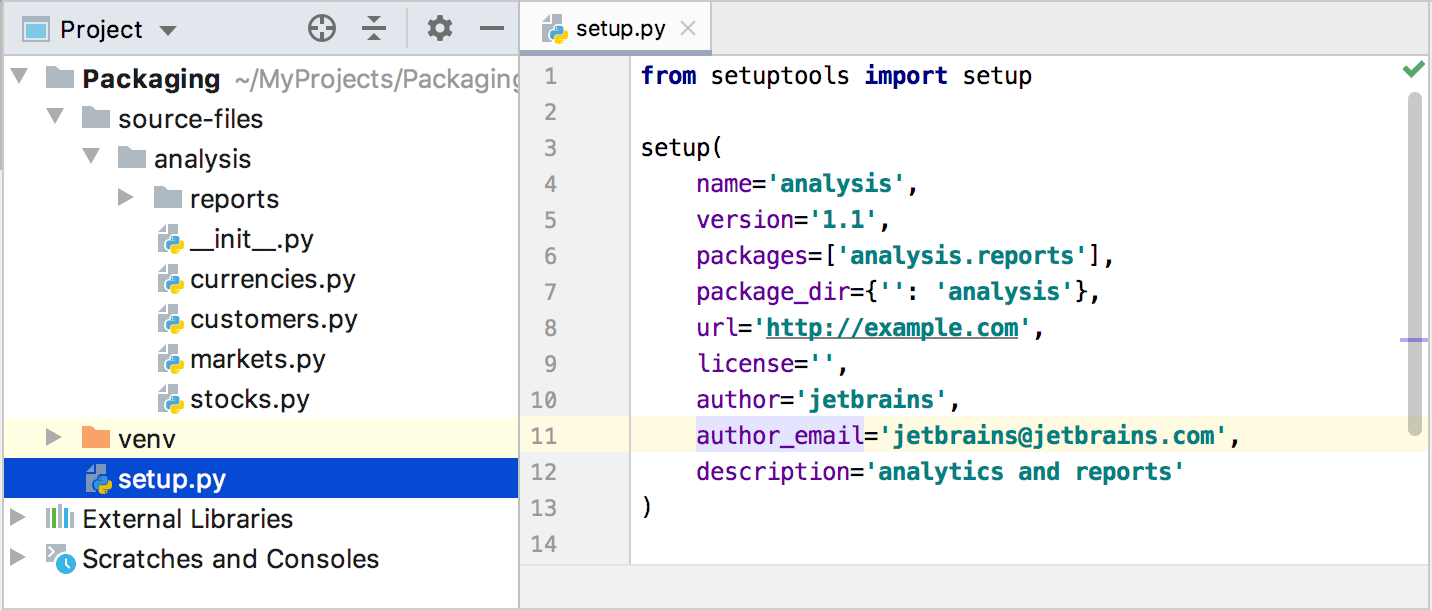 Project
Packaging ~/MyProjects/Packaging
source-files
analysis
reports
__init__.py
currencies.py
customers.py
markets.py
stocks.py
venv
setup.py
External Libraries
Scratches and Consoles
setup.py
1 from setuptools import setup
2
3 setup(
4     name='analysis',
5     version='1.1',
6     packages=['analysis.reports'],
7     package_dir={'': 'analysis'},
8     url='http://example.com',
9     license='',
10     author='jetbrains',
11     author_email='jetbrains@jetbrains.com',
12     description='analytics and reports'
13 )
14